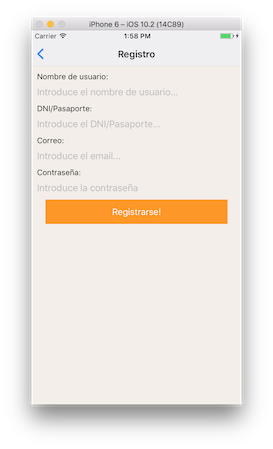 iPhone 6 – iOS 10.2 (14C89)
Carrier 1:58 PM
Registro
Nombre de usuario:
Introduce el nombre de usuario...
DNI/Pasaporte:
Introduce el DNI/Pasaporte...
Correo:
Introduce el email...
Contraseña:
Introduce la contraseña
Registrarse!